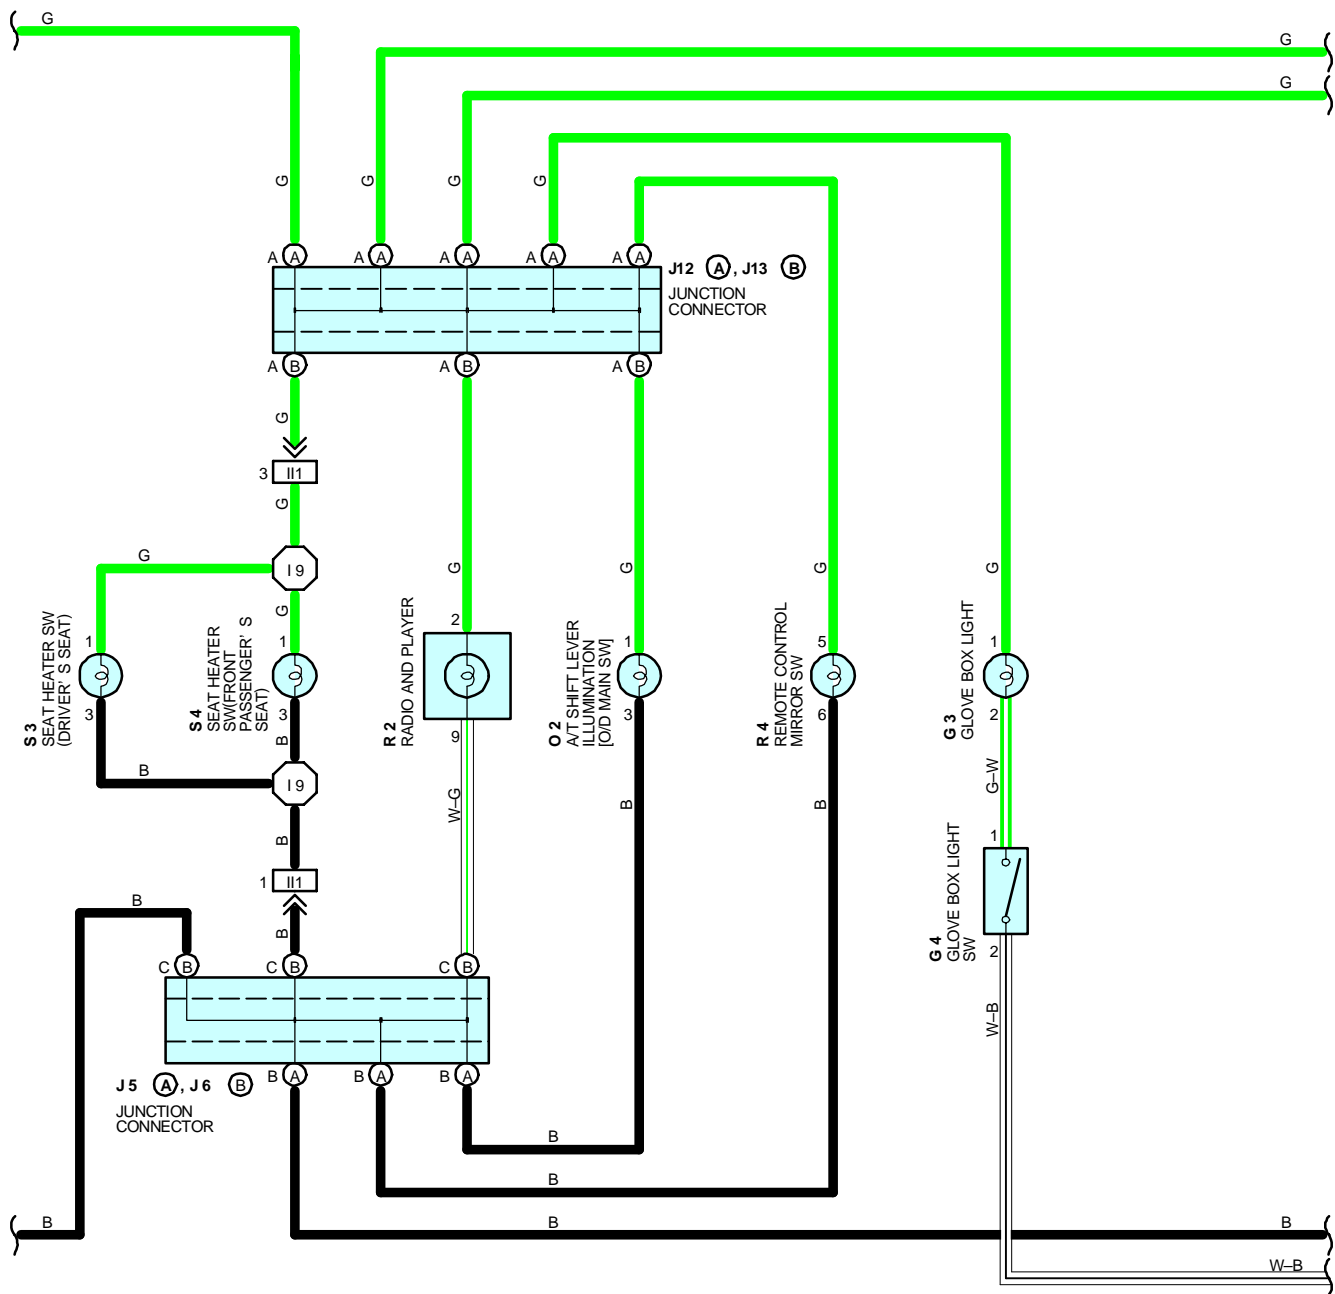 G
G
G
G
G
G
G
A A
A A
A A
A A
A A
J12 A , J13 B
JUNCTION
CONNECTOR
A B
A B
A B
G
3 II1
G
I 9
G
G
G
G
G
G
1
1
2
1
5
1
S 3
SEAT HEATER SW
(DRIVER' S SEAT)
S 4
SEAT HEATER
SW(FRONT
PASSENGER' S
SEAT)
R 2
RADIO AND PLAYER
O 2
A/T SHIFT LEVER
ILLUMINATION
[O/D MAIN SW]
R 4
REMOTE CONTROL
MIRROR SW
G 3
GLOVE BOX LIGHT
3
3
9
3
6
2
B
B
I 9
W–G
B
B
G–W
B
1 II1
1
G 4
GLOVE BOX LIGHT
SW
2
B
B
C B
C B
C B
W–B
B A
B A
B A
J 5 A , J 6 B
JUNCTION
CONNECTOR
B
B
B
B
B
W–B